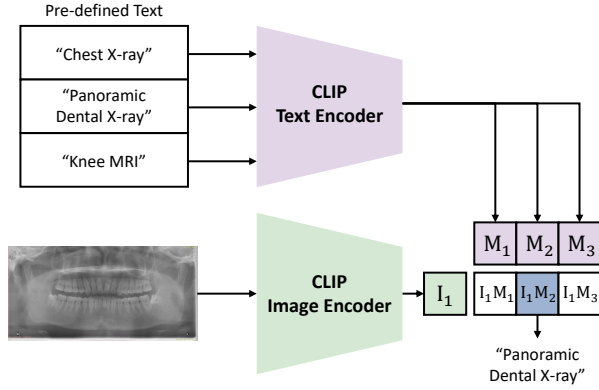 Pre-defined Text
“Chest X-ray”
“Panoramic
Dental X-ray”
“Knee MRI”
CLIP
Text Encoder
CLIP
Image Encoder
I₁
M₁ M₂ M₃
I₁M₁ I₁M₂ I₁M₃
“Panoramic
Dental X-ray”